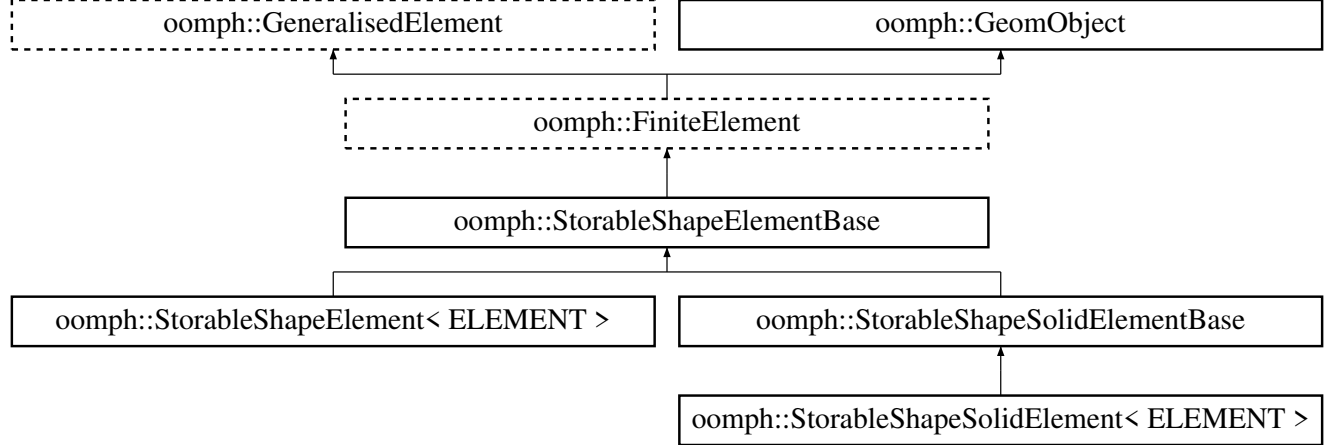 oomph::GeneralisedElement
oomph::GeomObject
oomph::FiniteElement
oomph::StorableShapeElementBase
oomph::StorableShapeElement< ELEMENT >
oomph::StorableShapeSolidElementBase
oomph::StorableShapeSolidElement< ELEMENT >